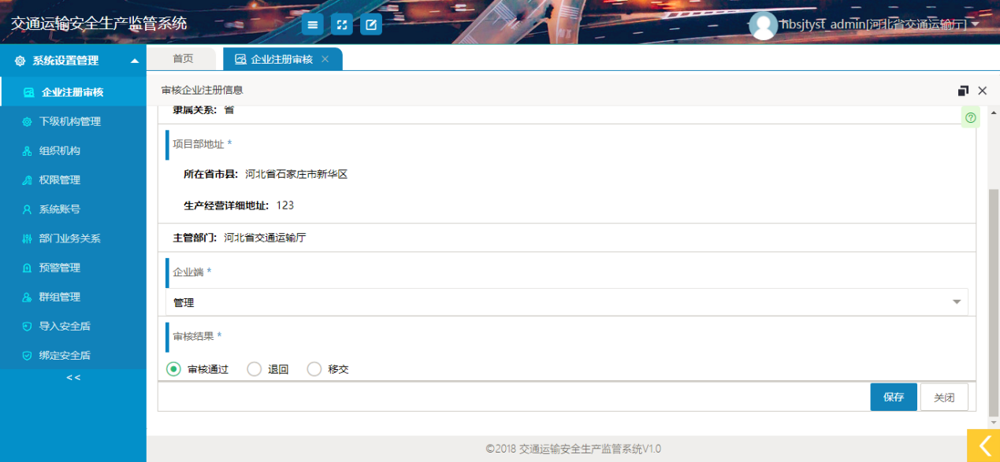 交通运输安全生产监管系统
hbsjtyst_admin[河北省交通运输厅]
系统设置管理
首页
企业注册审核
企业注册审核
审核企业注册信息
下级机构管理
组织机构
权限管理
系统账号
部门业务关系
预警管理
群组管理
导入安全盾
绑定安全盾
<<
隶属关系: 省
项目部地址 *
所在省市县: 河北省石家庄市新华区
生产经营详细地址: 123
主管部门: 河北省交通运输厅
企业端 *
管理
审核结果 *
审核通过 退回 移交
保存 关闭
©2018 交通运输安全生产监管系统V1.0